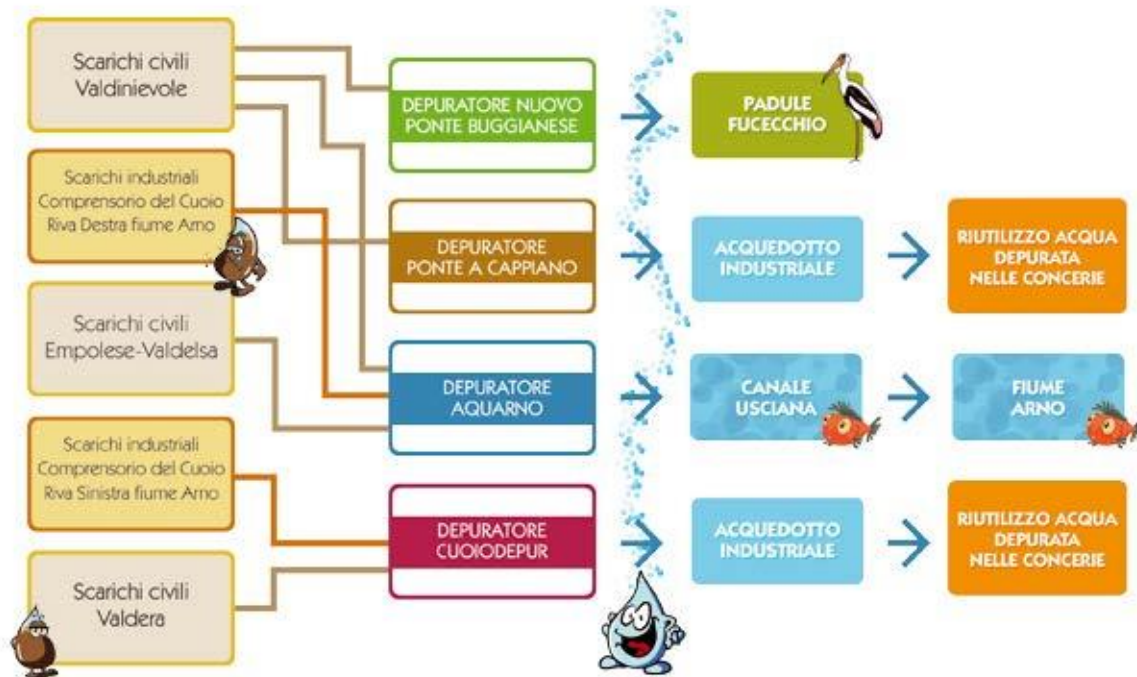 Scarichi civili
Valdinievole
Scarichi industriali
Comprensorio del Cuoio
Riva Destra fiume Arno
Scarichi civili
Empolese-Valdelsa
Scarichi industriali
Comprensorio del Cuoio
Riva Sinistra fiume Arno
Scarichi civili
Valdera
DEPURATORE NUOVO
PONTE BUGGIANESE
DEPURATORE
PONTE A CAPPIANO
DEPURATORE
AQUARNO
DEPURATORE
CUOIODEPUR
PADULE
FUCECCHIO
ACQUEDOTTO
INDUSTRIALE
CANALE
USCIANA
ACQUEDOTTO
INDUSTRIALE
RIUTILIZZO ACQUA
DEPURATA
NELLE CONCERIE
FIUME
ARNO
RIUTILIZZO ACQUA
DEPURATA
NELLE CONCERIE